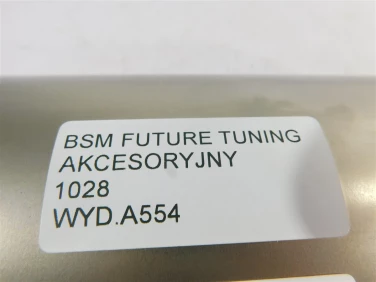 BSM FUTURE TUNING
AKCESORYJNY
1028
WYD.A554